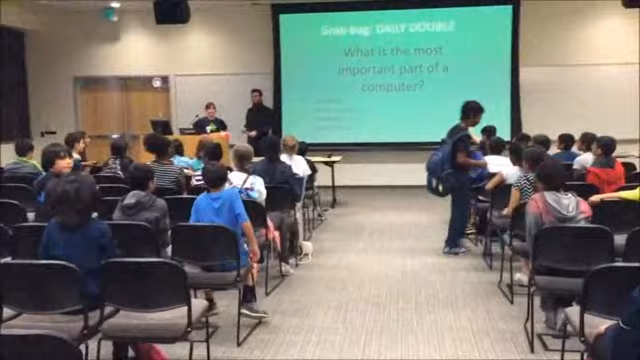 Grab-Bag: DAILY DOUBLE
What is the most
important part of a
computer?